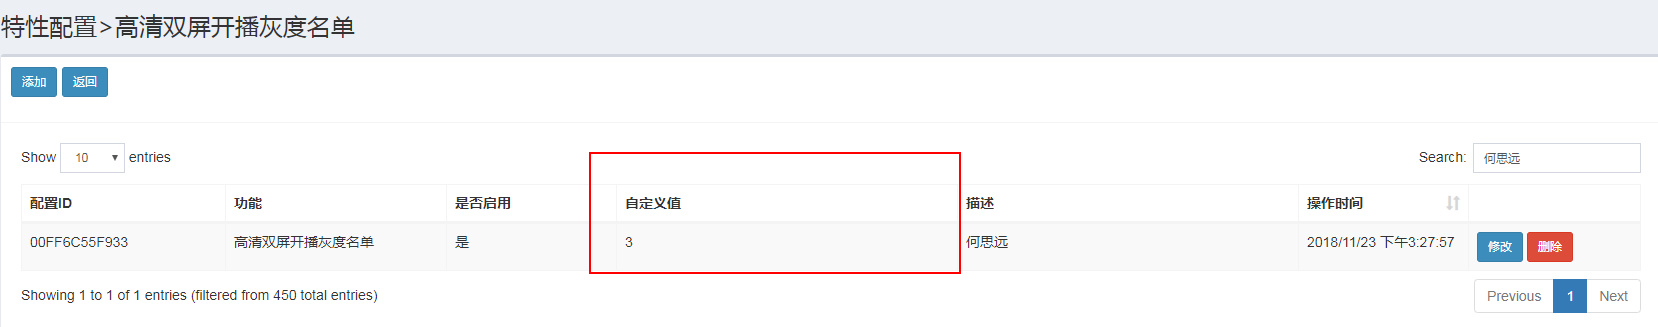 特性配置>高清双屏开播灰度名单
添加 返回
Show 10 entries Search: 何思远
配置ID 功能 是否启用 自定义值 描述 操作时间
00FF6C55F933 高清双屏开播灰度名单 是 3 何思远 2018/11/23 下午3:27:57 修改 删除
Showing 1 to 1 of 1 entries (filtered from 450 total entries) Previous 1 Next